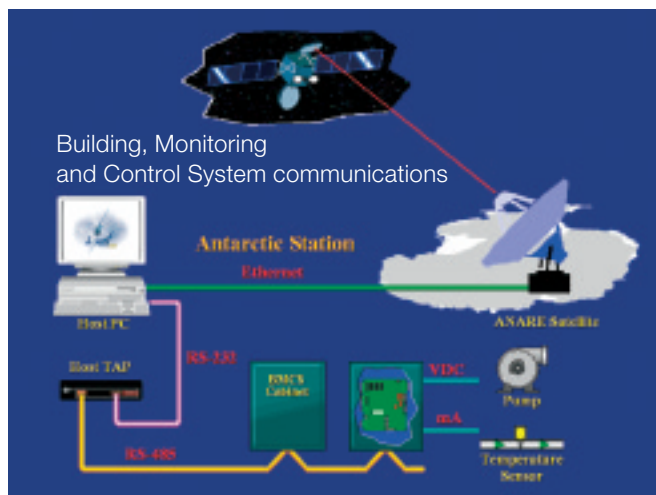 Building, Monitoring
and Control System communications
Antarctic Station
Ethernet
Host PC
ANARE Satellite
Host TAP
RS-232
BMCS
Cabinet
VDC
Pump
mA
RS-485
Temperature
Sensor